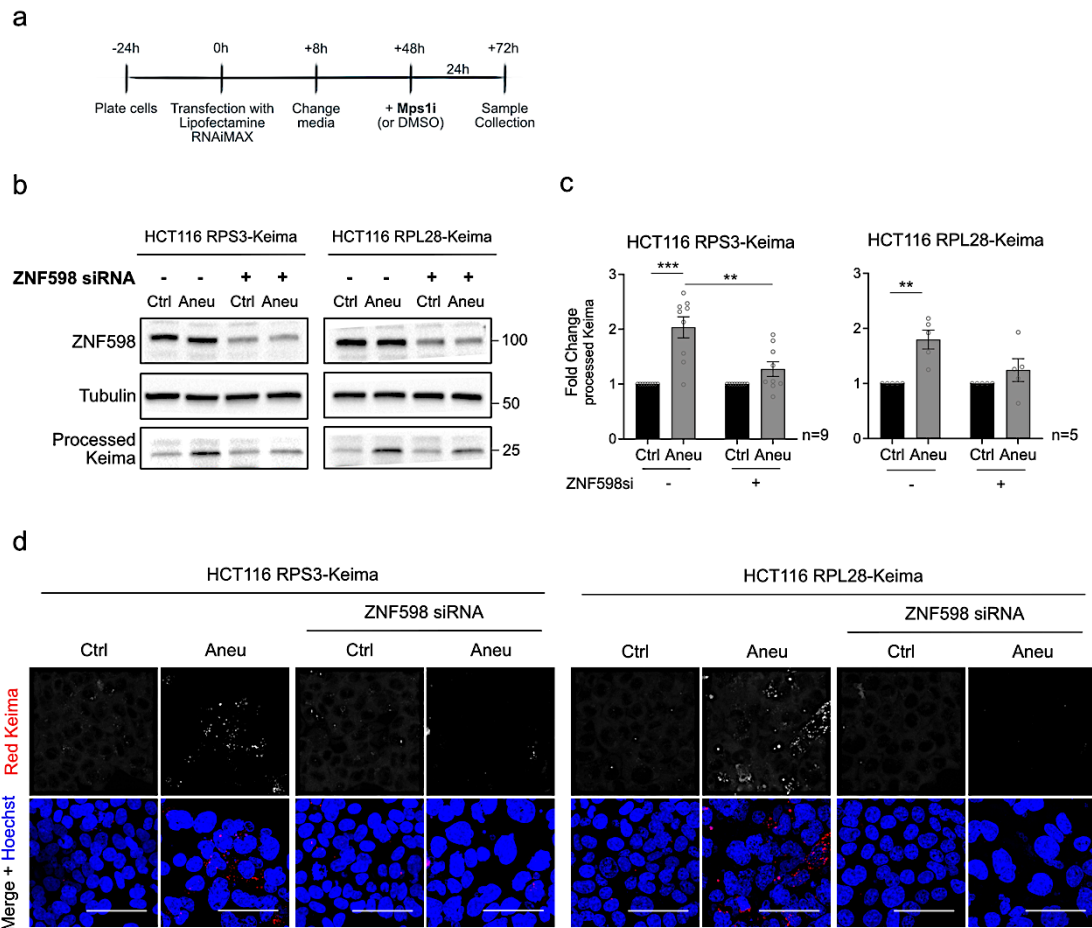 a
-24h 0h +8h +48h +72h
24h
Plate cells Transfection with Change + Mps1i Sample
Lipofectamine media (or DMSO) Collection
RNAiMAX
b
HCT116 RPS3-Keima HCT116 RPL28-Keima
ZNF598 siRNA - - + + - - + +
Ctrl Aneu Ctrl Aneu Ctrl Aneu Ctrl Aneu
ZNF598 100
Tubulin 50
Processed
Keima 25
c
HCT116 RPS3-Keima HCT116 RPL28-Keima
*** ** **
Fold Change
processed Keima
3
2
1
0
3
2
1
0
Ctrl Aneu Ctrl Aneu n=9 Ctrl Aneu Ctrl Aneu n=5
ZNF598si - + - +
d
HCT116 RPS3-Keima HCT116 RPL28-Keima
ZNF598 siRNA ZNF598 siRNA
Ctrl Aneu Ctrl Aneu Ctrl Aneu Ctrl Aneu
Red Keima
Merge + Hoechst